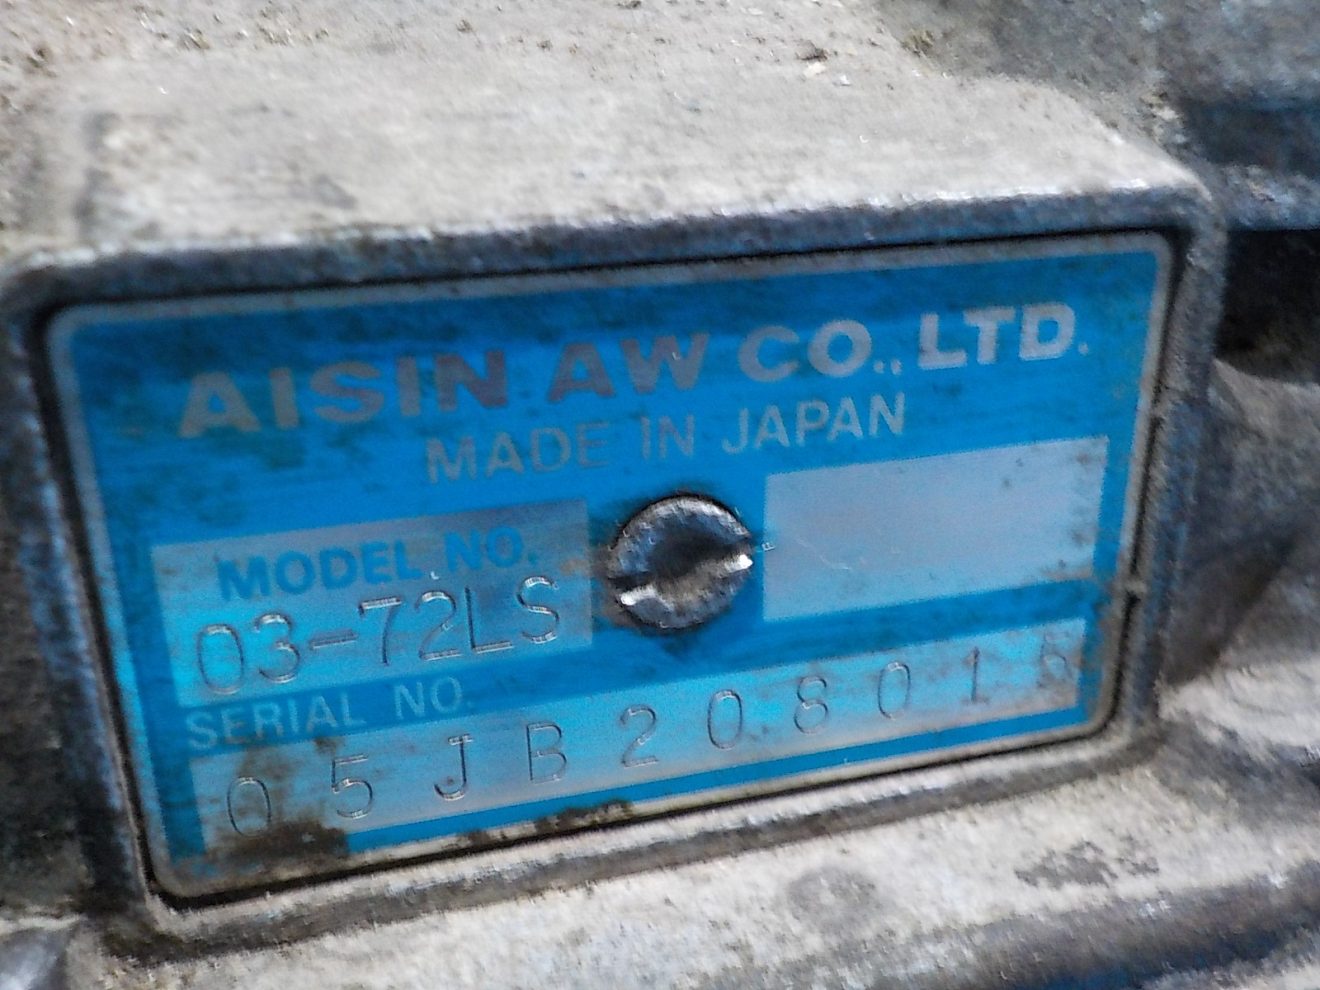 AISIN AW CO., LTD.
MADE IN JAPAN
MODEL NO.
03-72LS
SERIAL NO.
05JB208016